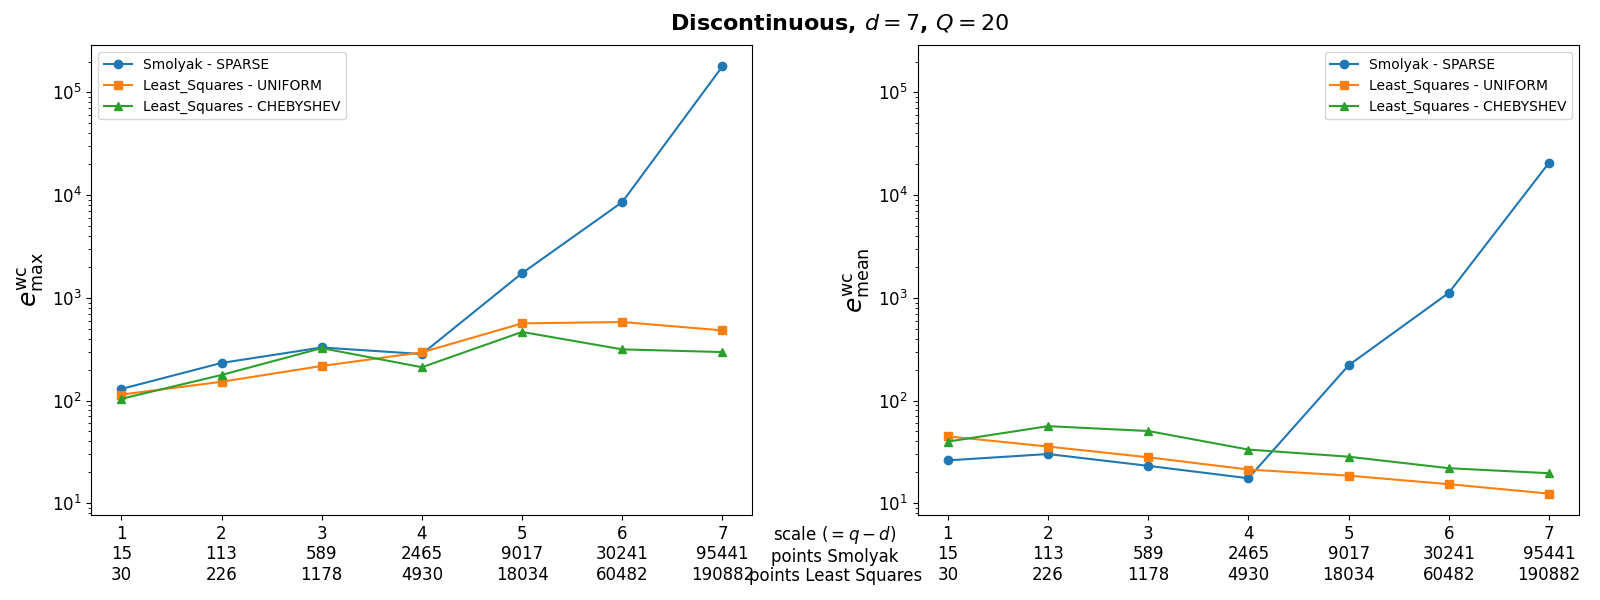 Discontinuous, d = 7, Q = 20
Smolyak - SPARSE
Least_Squares - UNIFORM
Least_Squares - CHEBYSHEV
e^wc_max
10^5
10^4
10^3
10^2
10^1
1 2 3 4 5 6 7
15 113 589 2465 9017 30241 95441
30 226 1178 4930 18034 60482 190882
scale (= q − d)
points Smolyak
points Least Squares
Smolyak - SPARSE
Least_Squares - UNIFORM
Least_Squares - CHEBYSHEV
e^wc_mean
10^5
10^4
10^3
10^2
10^1
1 2 3 4 5 6 7
15 113 589 2465 9017 30241 95441
30 226 1178 4930 18034 60482 190882